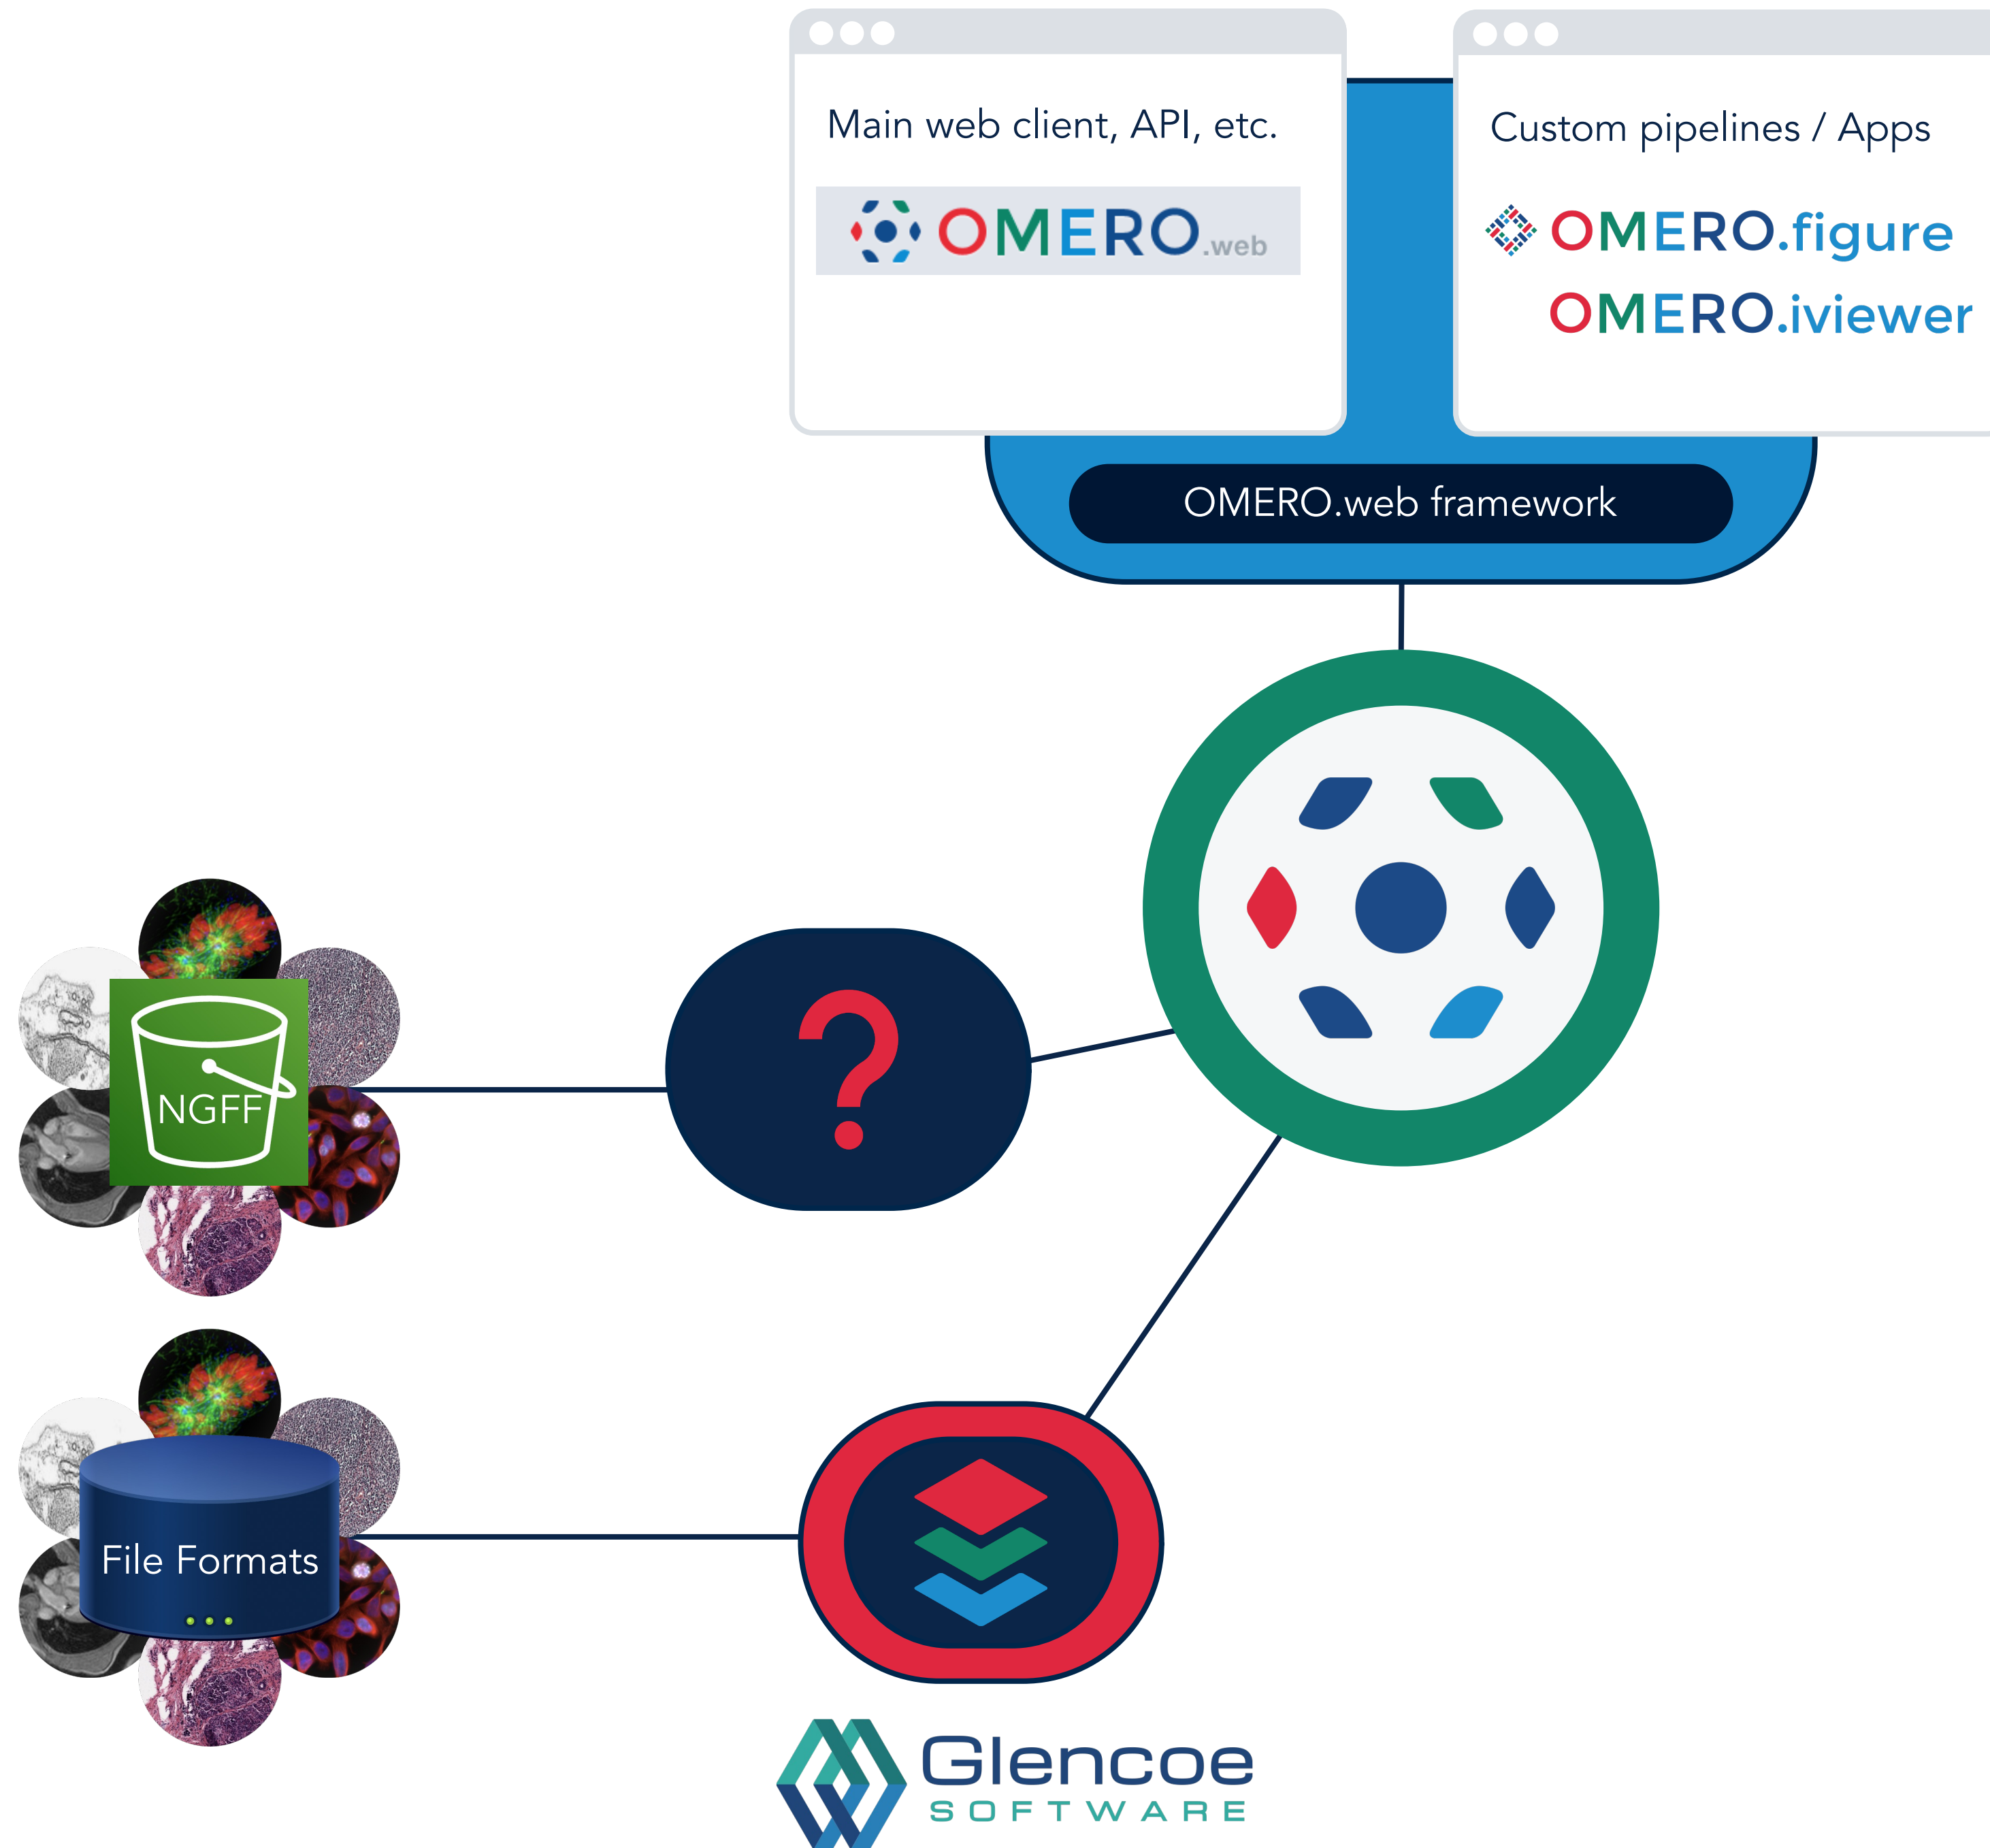 Main web client, API, etc.
OMERO.web
Custom pipelines / Apps
OMERO.figure
OMERO.iviewer
OMERO.web framework
NGFF
?
File Formats
Glencoe
SOFTWARE